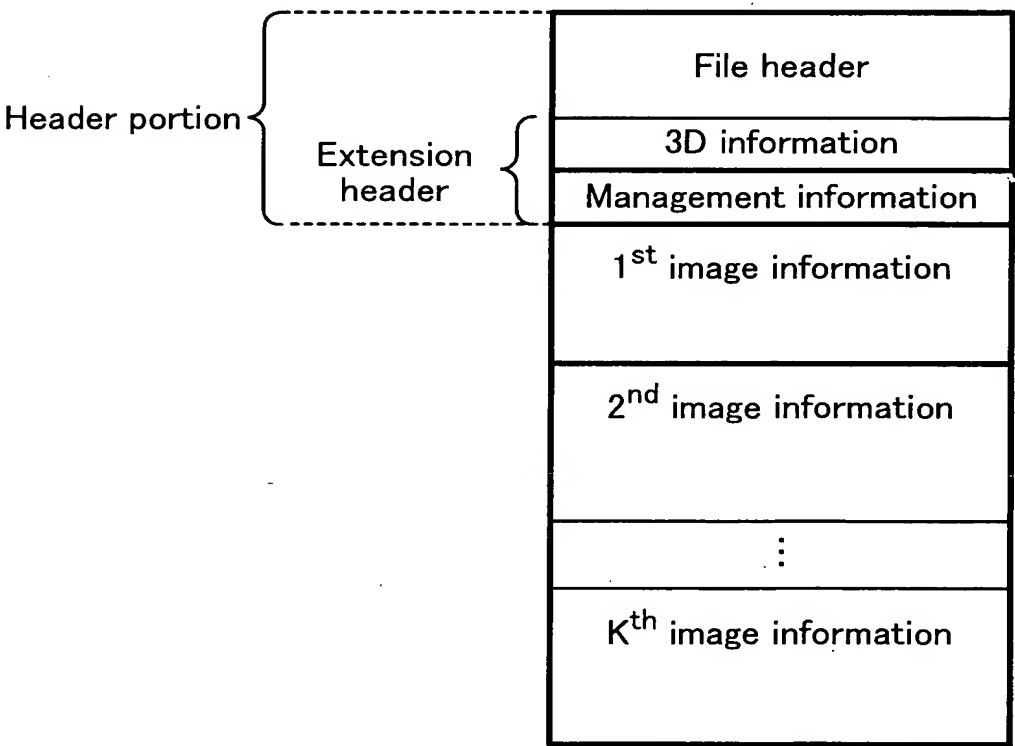 File header
Header portion
Extension
header
3D information
Management information
1st image information
2nd image information
⋮
Kth image information